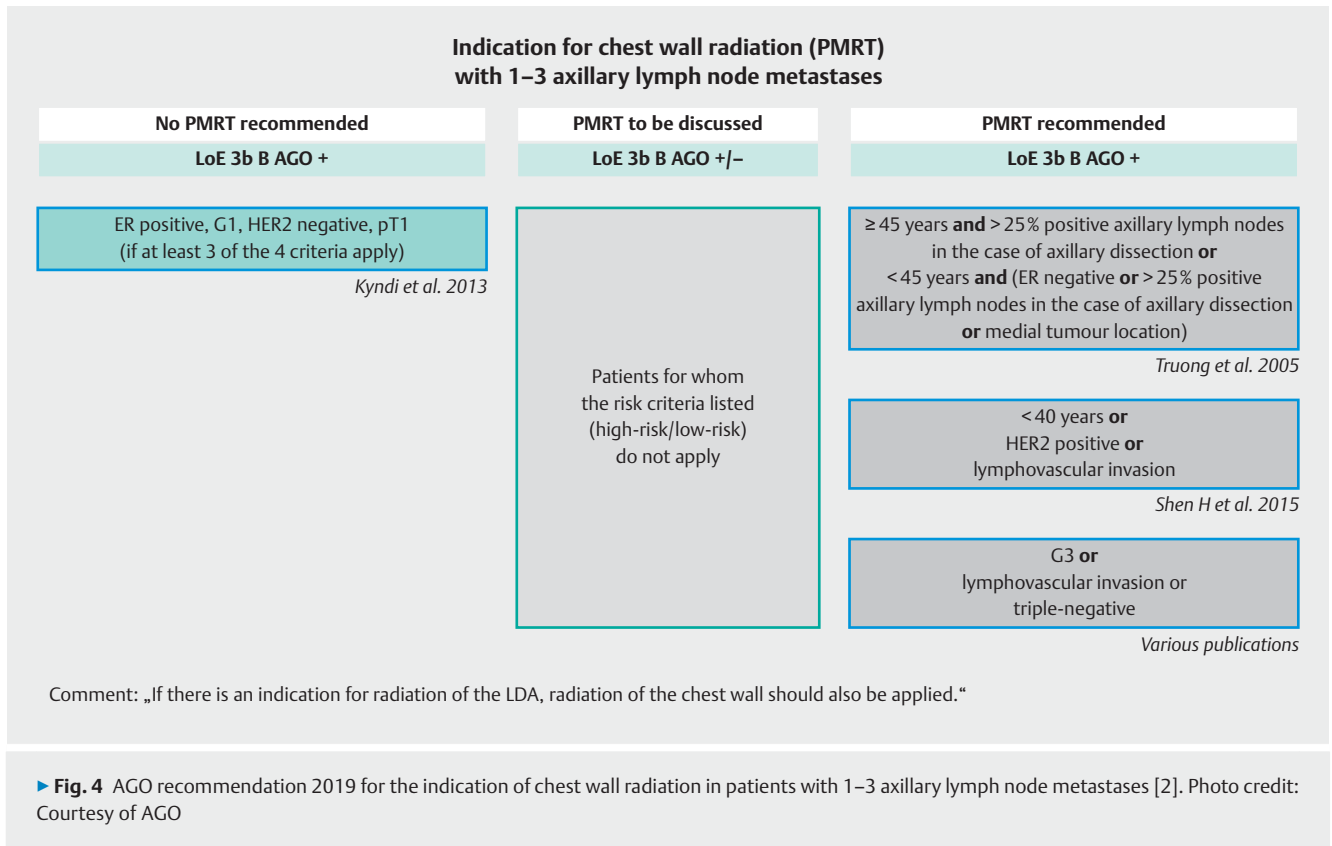 Indication for chest wall radiation (PMRT)
with 1–3 axillary lymph node metastases
No PMRT recommended
LoE 3b B AGO +
ER positive, G1, HER2 negative, pT1
(if at least 3 of the 4 criteria apply)
Kyndi et al. 2013
PMRT to be discussed
LoE 3b B AGO +/–
Patients for whom
the risk criteria listed
(high-risk/low-risk)
do not apply
PMRT recommended
LoE 3b B AGO +
≥ 45 years and > 25% positive axillary lymph nodes
in the case of axillary dissection or
< 45 years and (ER negative or > 25% positive
axillary lymph nodes in the case of axillary dissection
or medial tumour location)
Truong et al. 2005
< 40 years or
HER2 positive or
lymphovascular invasion
Shen H et al. 2015
G3 or
lymphovascular invasion or
triple-negative
Various publications
Comment: „If there is an indication for radiation of the LDA, radiation of the chest wall should also be applied.“
▶ Fig. 4 AGO recommendation 2019 for the indication of chest wall radiation in patients with 1–3 axillary lymph node metastases [2]. Photo credit:
Courtesy of AGO